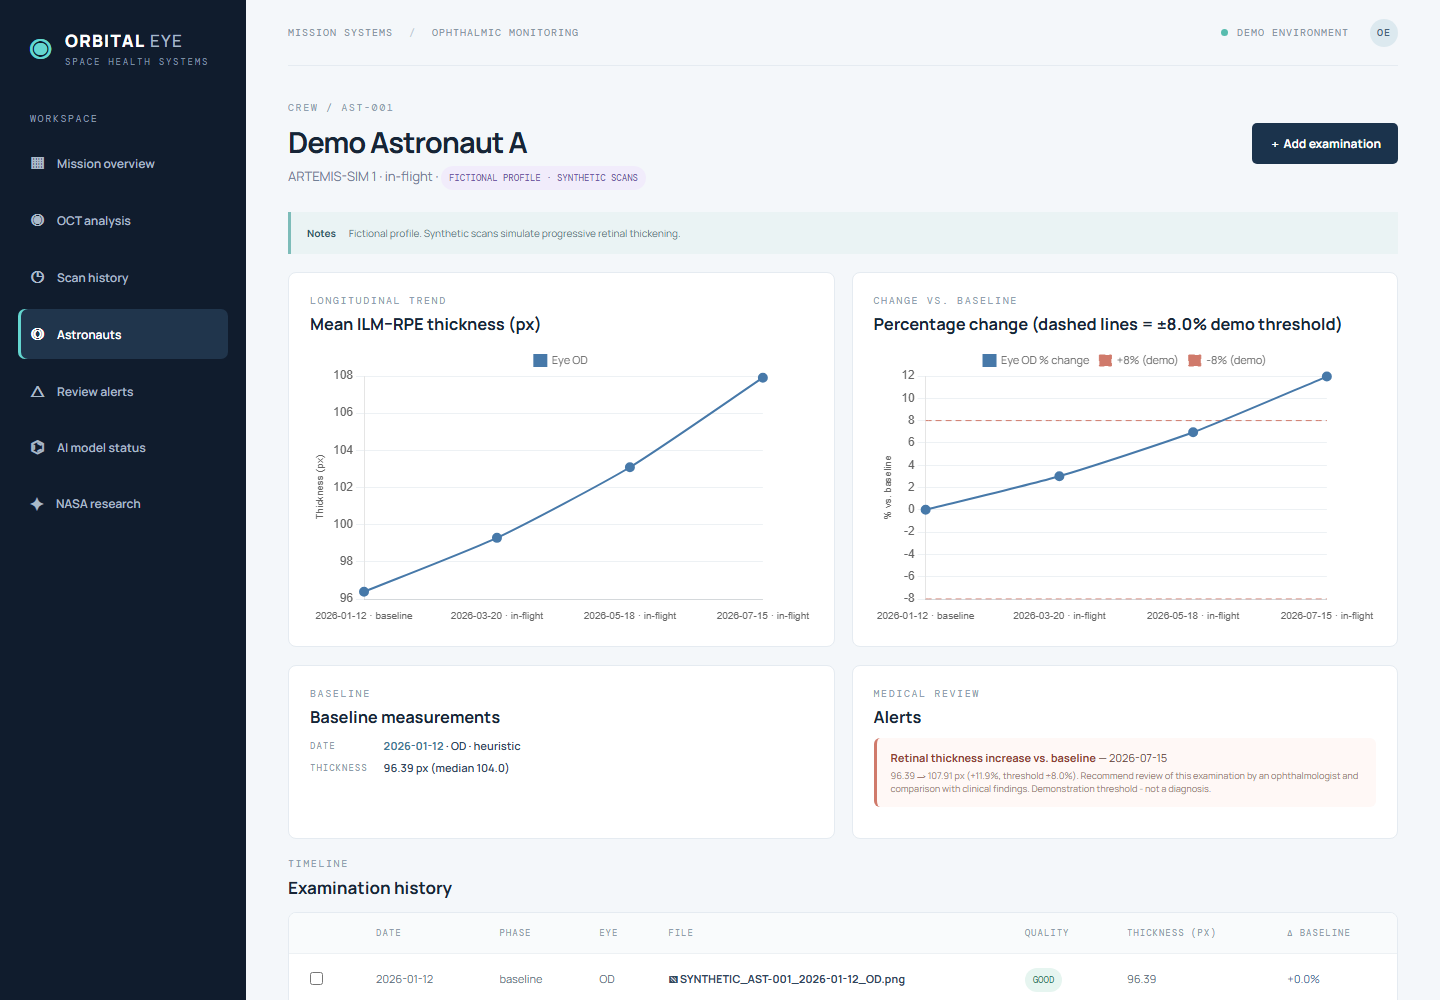 ORBITAL EYE
SPACE HEALTH SYSTEMS
WORKSPACE
Mission overview
OCT analysis
Scan history
Astronauts
Review alerts
AI model status
NASA research
MISSION SYSTEMS / OPHTHALMIC MONITORING
DEMO ENVIRONMENT OE
CREW / AST-001
Demo Astronaut A
+ Add examination
ARTEMIS-SIM 1 · in-flight · FICTIONAL PROFILE · SYNTHETIC SCANS
Notes Fictional profile. Synthetic scans simulate progressive retinal thickening.
LONGITUDINAL TREND
Mean ILM–RPE thickness (px)
Eye OD
108
106
104
102
100
98
96
Thickness (px)
2026-01-12 · baseline 2026-03-20 · in-flight 2026-05-18 · in-flight 2026-07-15 · in-flight
CHANGE VS. BASELINE
Percentage change (dashed lines = ±8.0% demo threshold)
Eye OD % change +8% (demo) -8% (demo)
12
10
8
6
4
2
0
-2
-4
-6
-8
% vs. baseline
2026-01-12 · baseline 2026-03-20 · in-flight 2026-05-18 · in-flight 2026-07-15 · in-flight
BASELINE
Baseline measurements
DATE 2026-01-12 · OD · heuristic
THICKNESS 96.39 px (median 104.0)
MEDICAL REVIEW
Alerts
Retinal thickness increase vs. baseline — 2026-07-15
96.39 → 107.91 px (+11.9%, threshold ±8.0%). Recommend review of this examination by an ophthalmologist and
comparison with clinical findings. Demonstration threshold - not a diagnosis.
TIMELINE
Examination history
DATE PHASE EYE FILE QUALITY THICKNESS (PX) Δ BASELINE
2026-01-12 baseline OD SYNTHETIC_AST-001_2026-01-12_OD.png GOOD 96.39 +0.0%